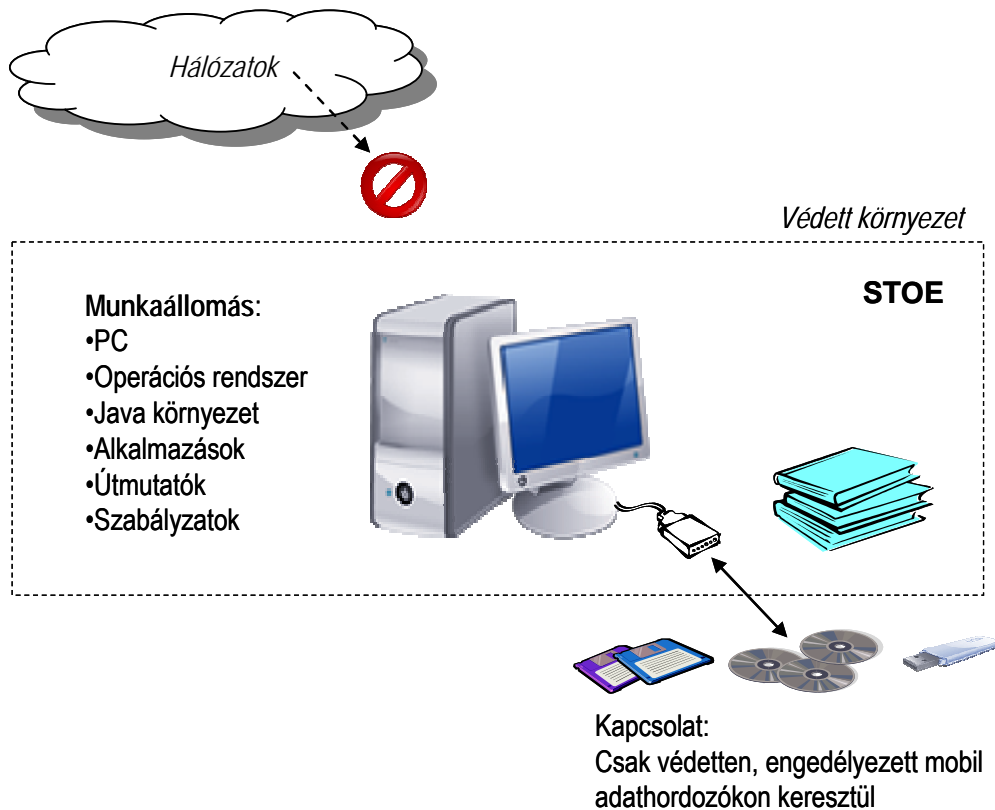 Hálózatok
Védett környezet
STOE
Munkaállomás:
•PC
•Operációs rendszer
•Java környezet
•Alkalmazások
•Útmutatók
•Szabályzatok
Kapcsolat:
Csak védetten, engedélyezett mobil
adathordozókon keresztül